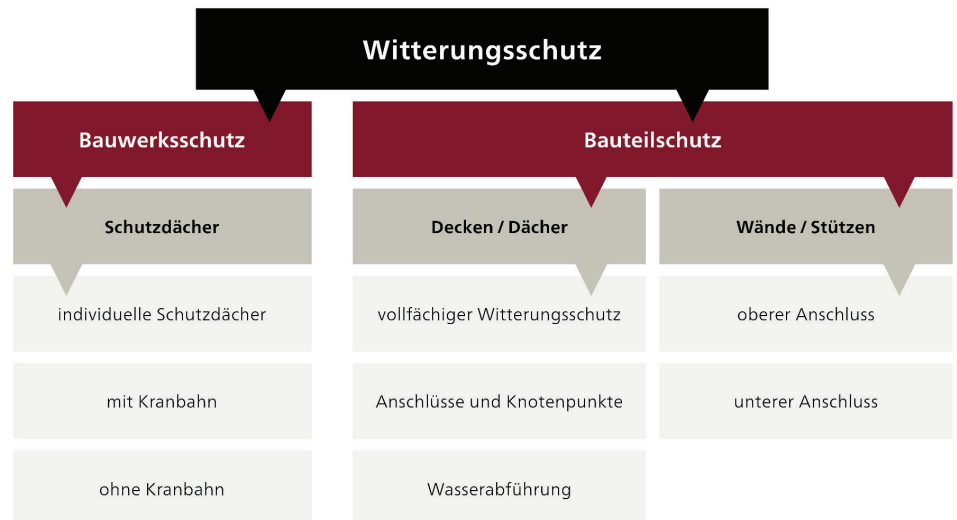 Witterungsschutz
Bauwerksschutz
Bauteilschutz
Schutzdächer
Decken / Dächer
Wände / Stützen
individuelle Schutzdächer
vollfächiger Witterungsschutz
oberer Anschluss
mit Kranbahn
Anschlüsse und Knotenpunkte
unterer Anschluss
ohne Kranbahn
Wasserabführung